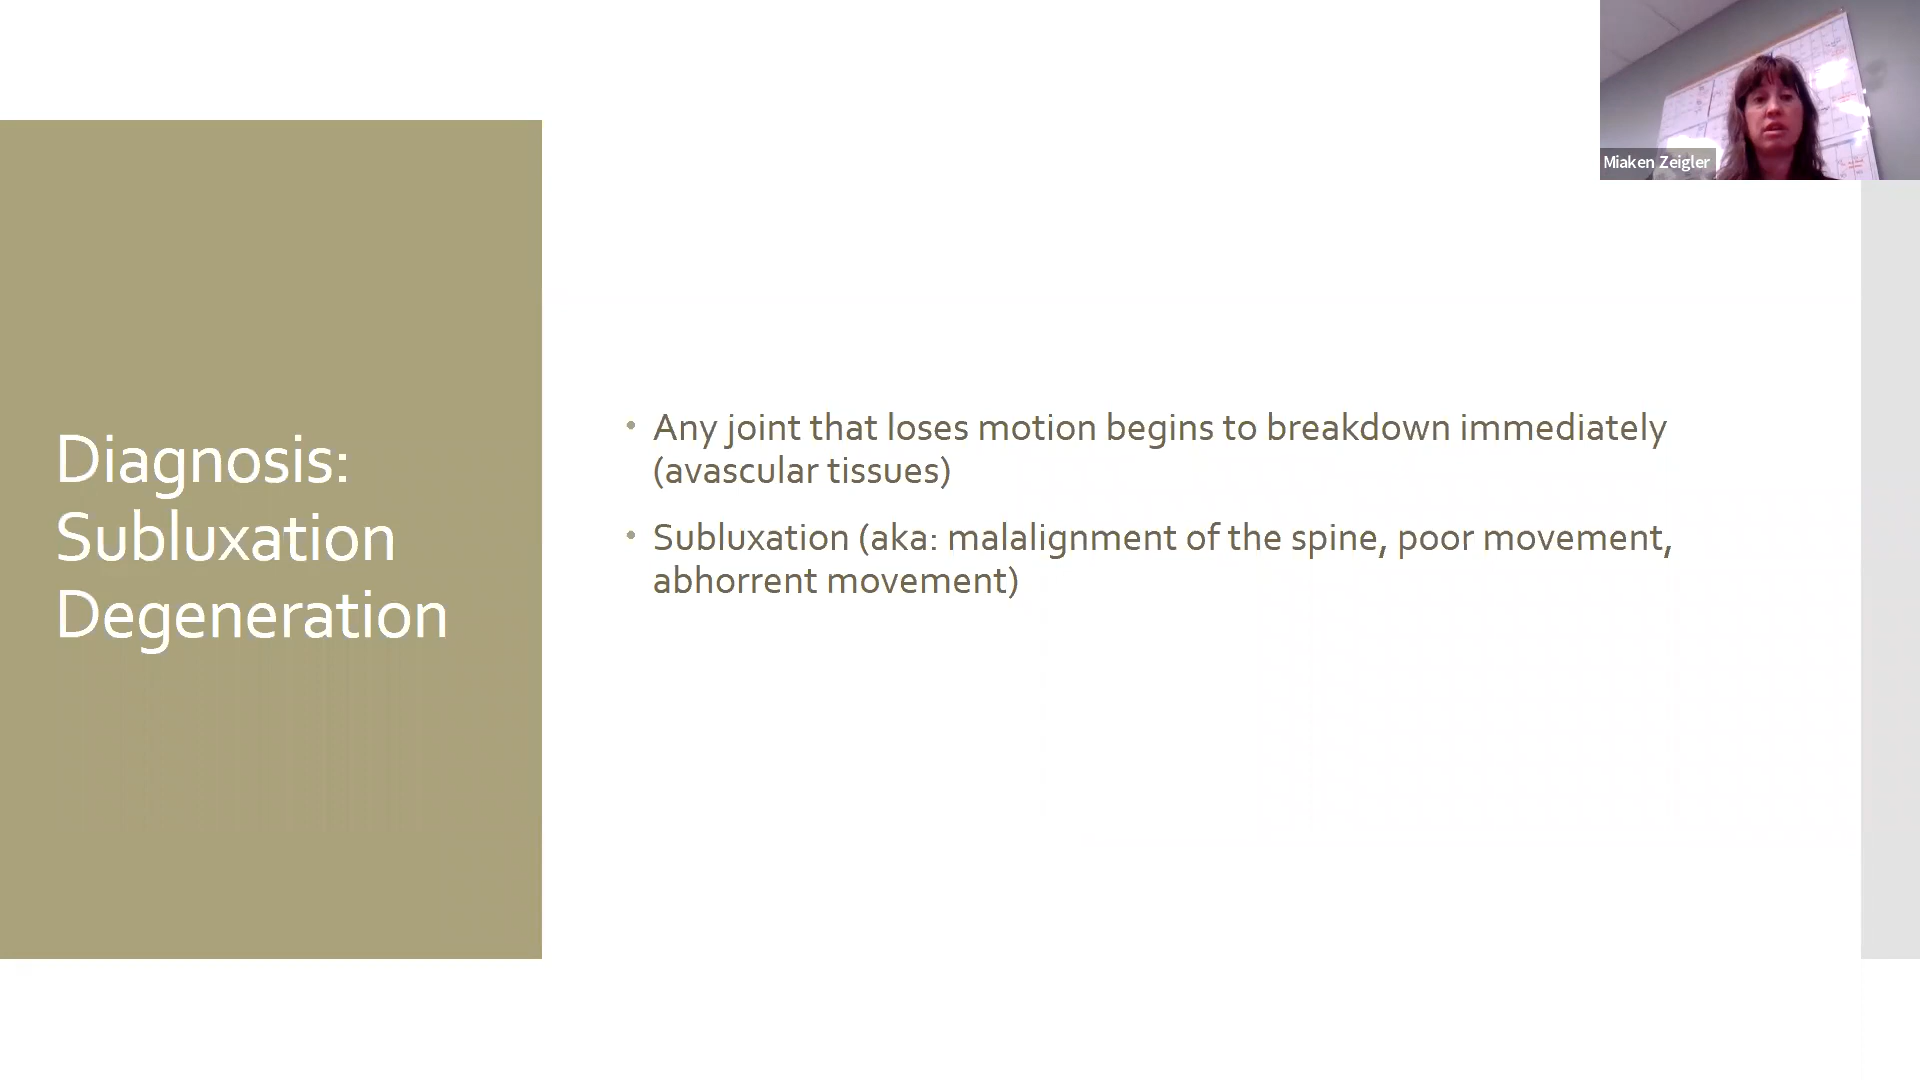 Miaken Zeigler
Diagnosis:
Subluxation
Degeneration
• Any joint that loses motion begins to breakdown immediately
(avascular tissues)
• Subluxation (aka: malalignment of the spine, poor movement,
abhorrent movement)